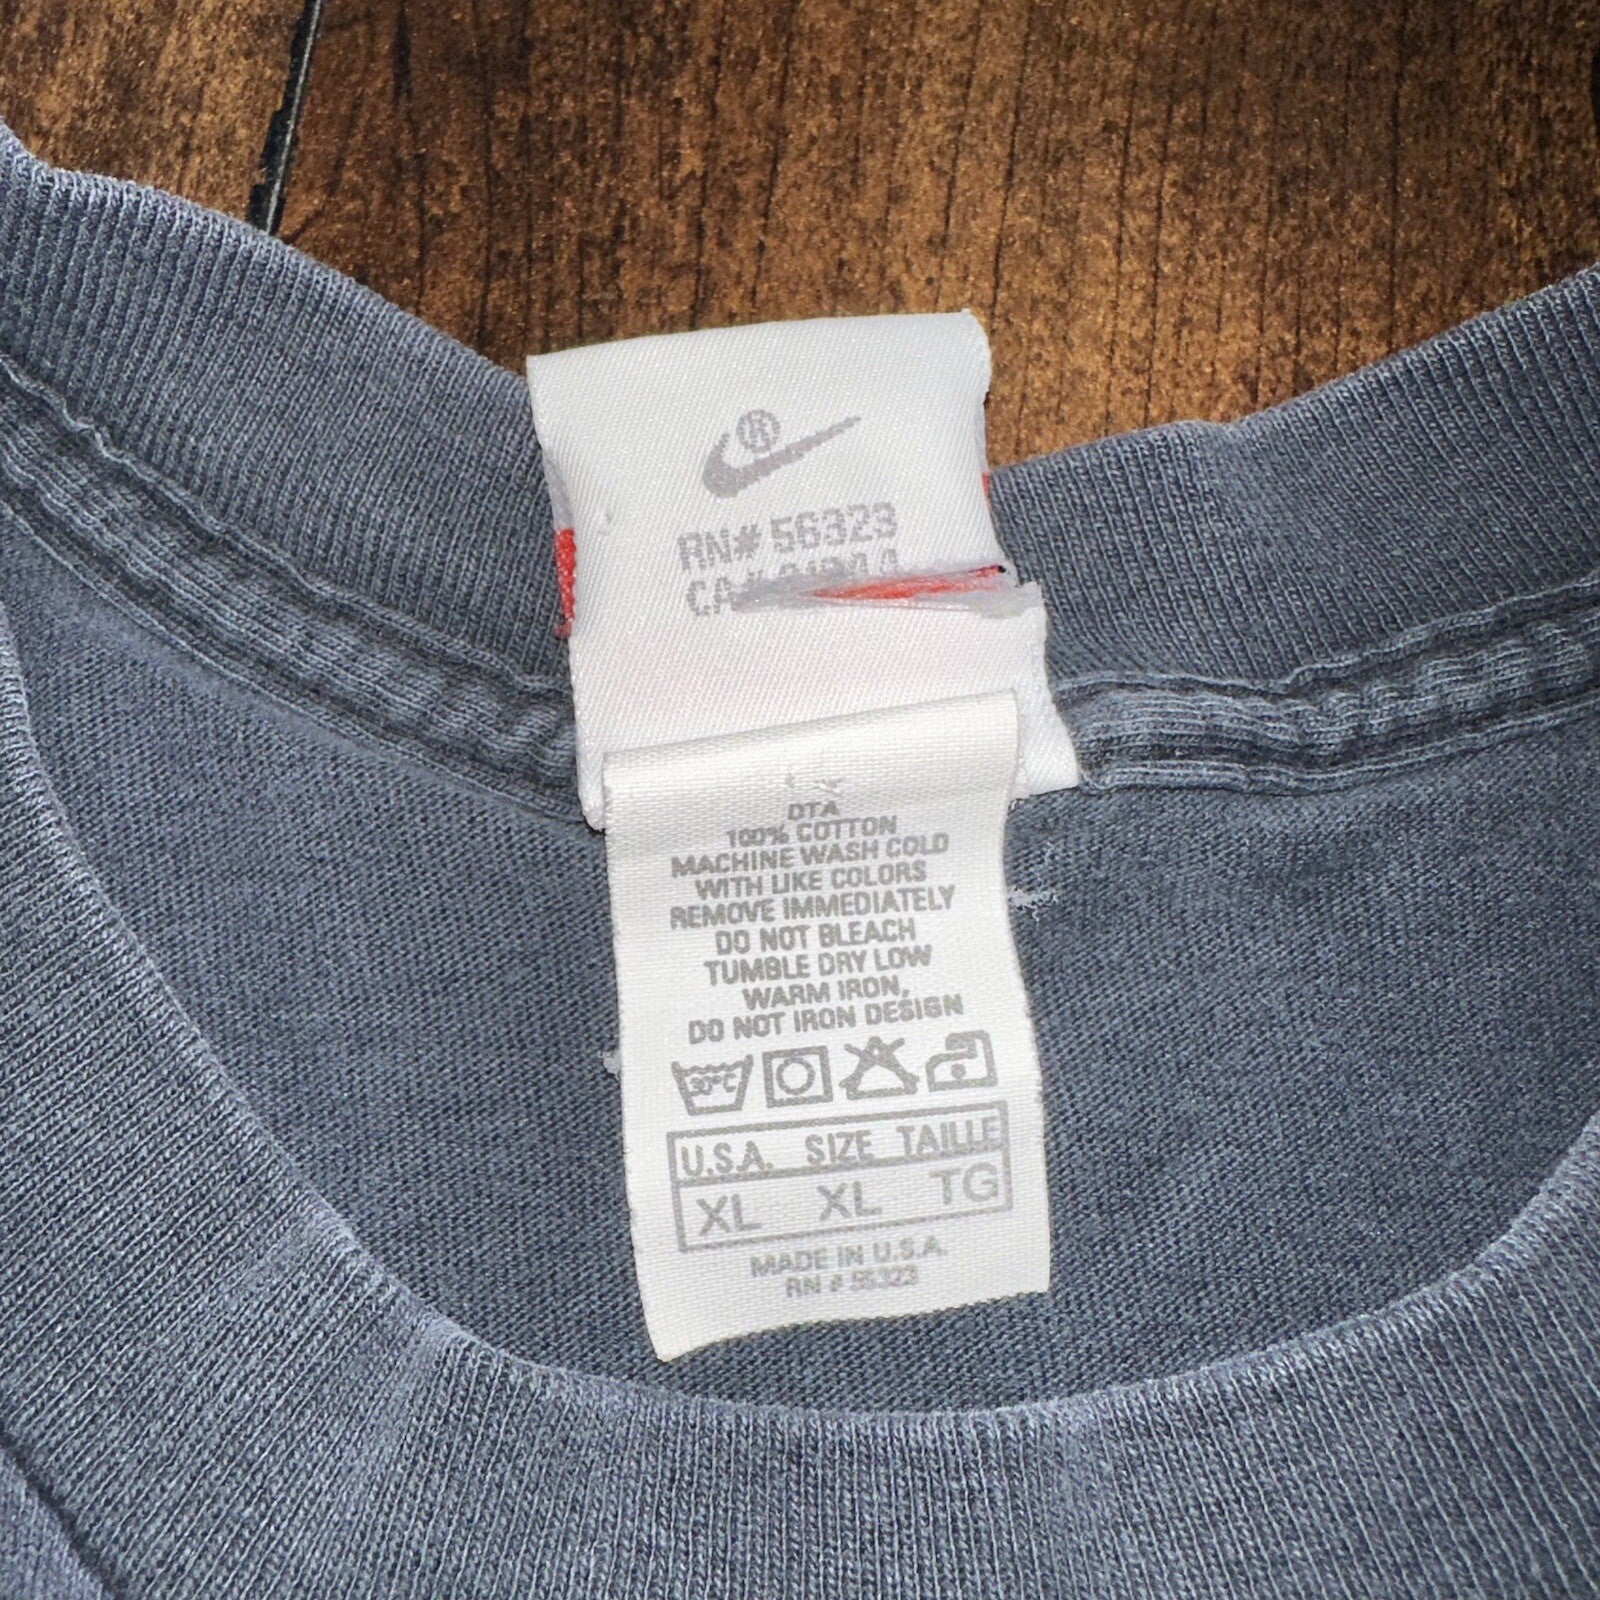 ®
RN# 56323
CA#
DTA
100% COTTON
MACHINE WASH COLD
WITH LIKE COLORS
REMOVE IMMEDIATELY
DO NOT BLEACH
TUMBLE DRY LOW
WARM IRON,
DO NOT IRON DESIGN
30°C
U.S.A. SIZE TAILLE
XL XL TG
MADE IN U.S.A.
RN # 56323